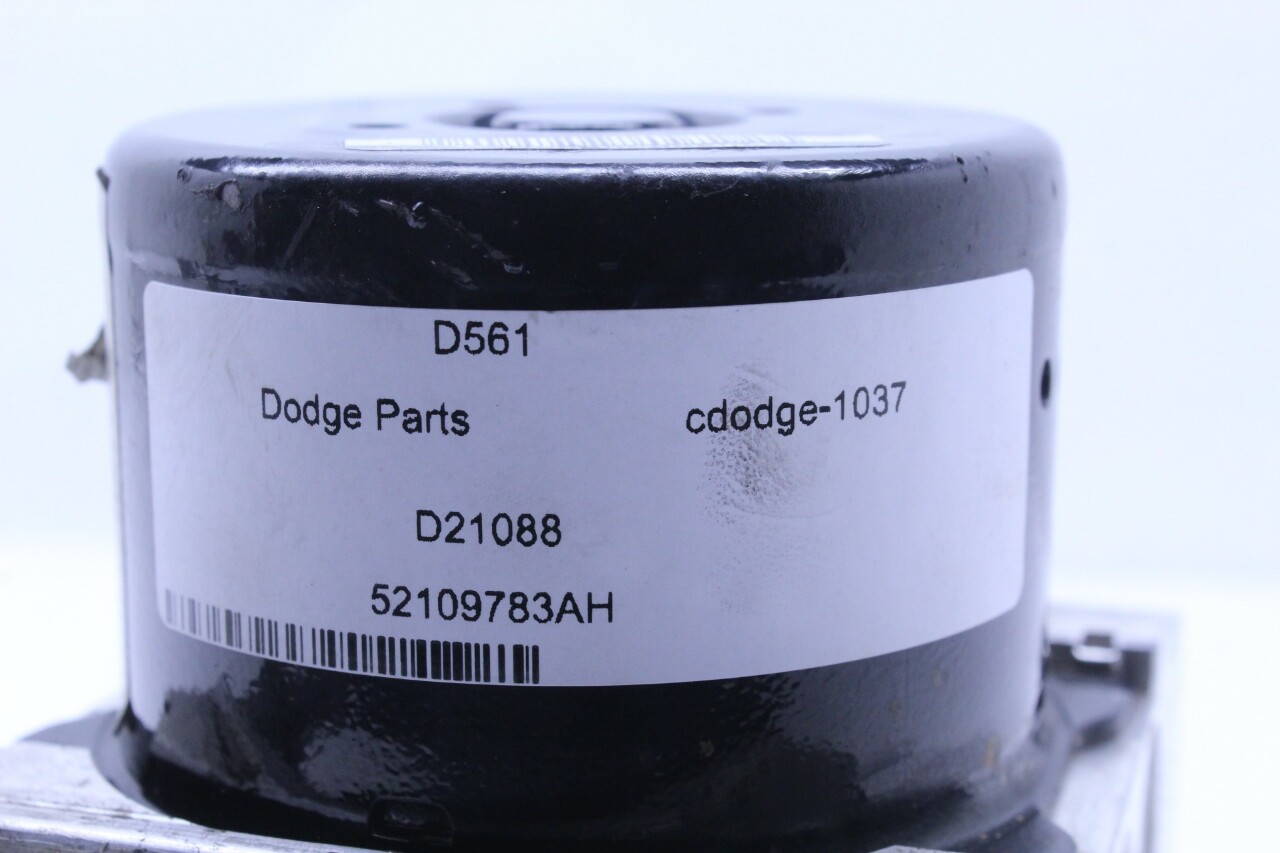 D561
Dodge Parts cdodge-1037
D21088
52109783AH